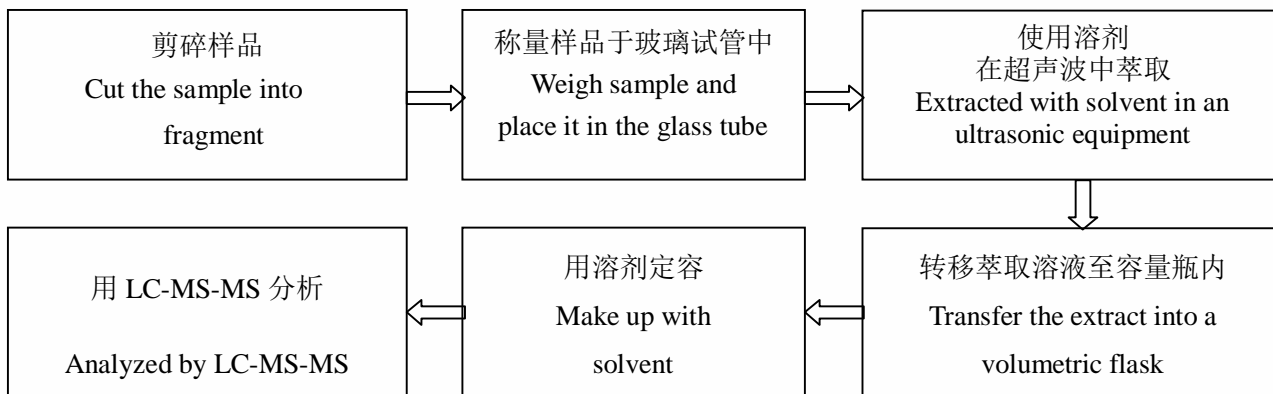 剪碎样品
Cut the sample into
fragment
称量样品于玻璃试管中
Weigh sample and
place it in the glass tube
使用溶剂
在超声波中萃取
Extracted with solvent in an
ultrasonic equipment
转移萃取溶液至容量瓶内
Transfer the extract into a
volumetric flask
用溶剂定容
Make up with
solvent
用 LC-MS-MS 分析
Analyzed by LC-MS-MS